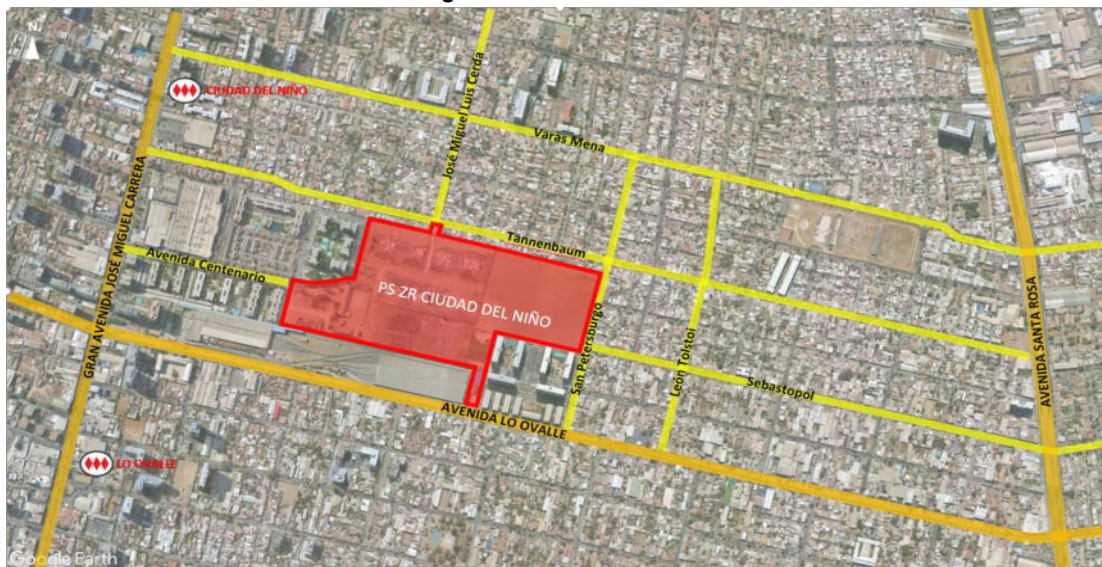 N
CIUDAD DEL NIÑO
José Miguel Luis Cerda
Varas Mena
GRAN AVENIDA JOSÉ MIGUEL CARRERA
Avenida Centenario
Tannenbaum
PS ZR CIUDAD DEL NIÑO
San Petersburgo
León Tolstoi
Sebastopol
AVENIDA SANTA ROSA
AVENIDA LO OVALLE
LO OVALLE
Google Earth